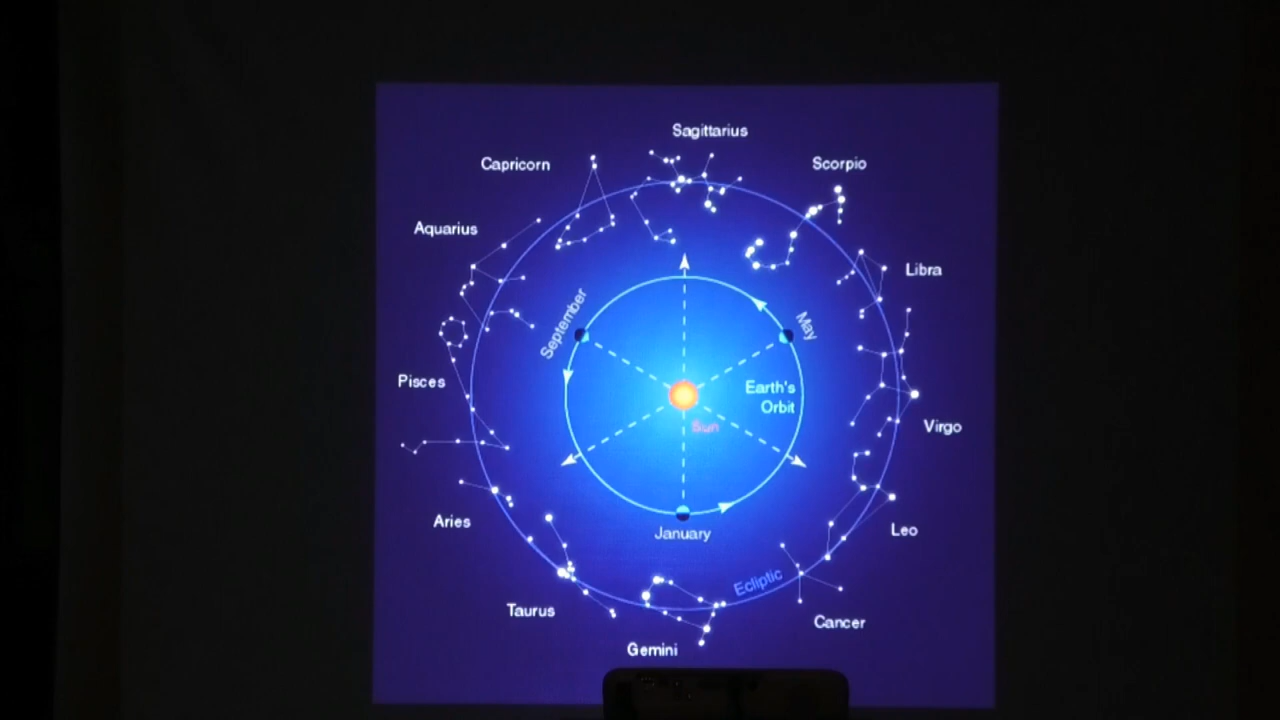 Sagittarius
Capricorn
Scorpio
Aquarius
Libra
September
May
Pisces
Earth's
Orbit
Sun
Virgo
Aries
January
Leo
Ecliptic
Taurus
Cancer
Gemini